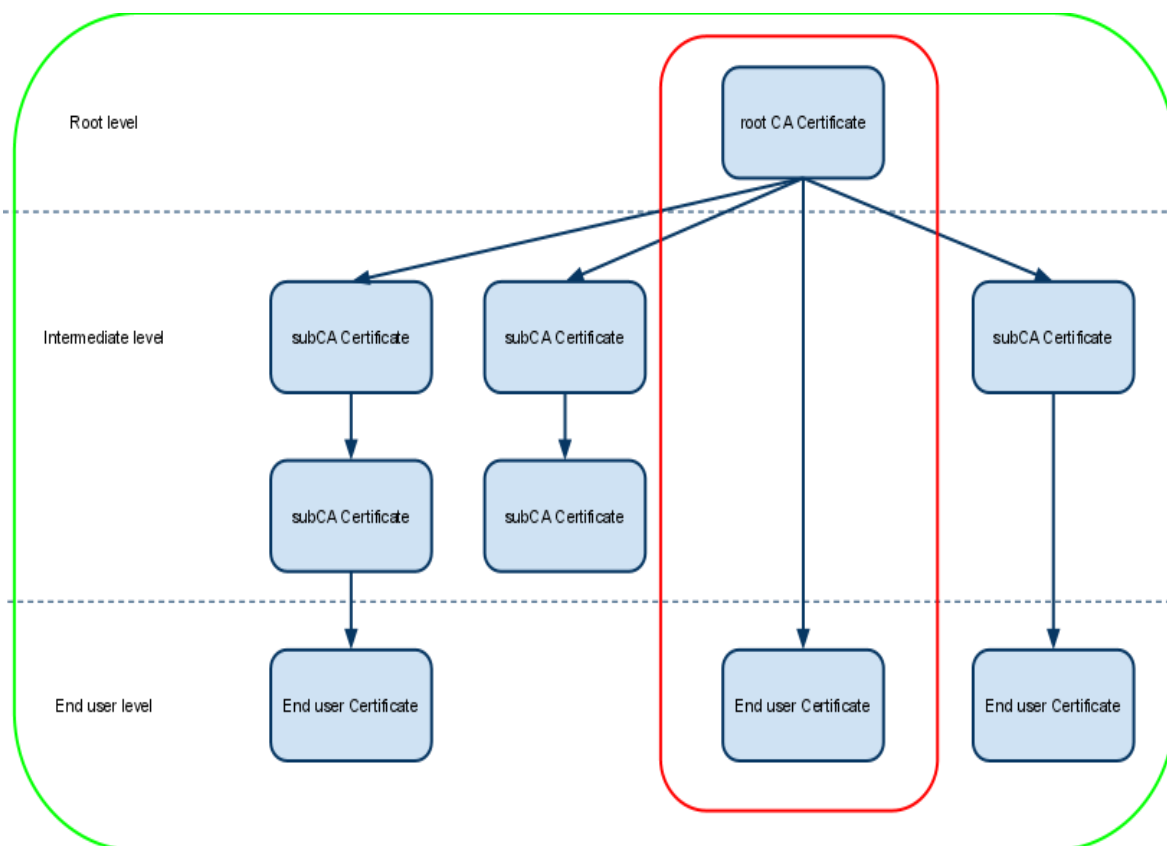 Root level
root CA Certificate
Intermediate level
subCA Certificate
subCA Certificate
subCA Certificate
subCA Certificate
subCA Certificate
End user level
End user Certificate
End user Certificate
End user Certificate